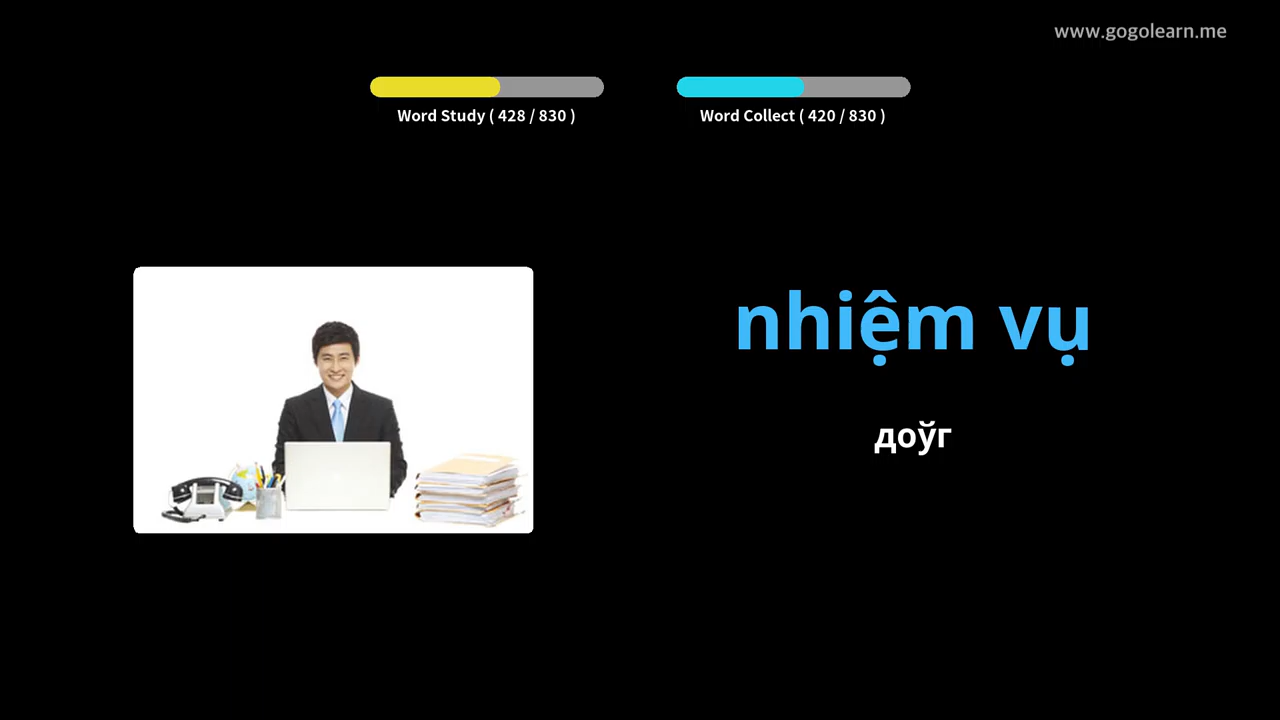 www.gogolearn.me
Word Study ( 428 / 830 )
Word Collect ( 420 / 830 )
nhiệm vụ
доўг